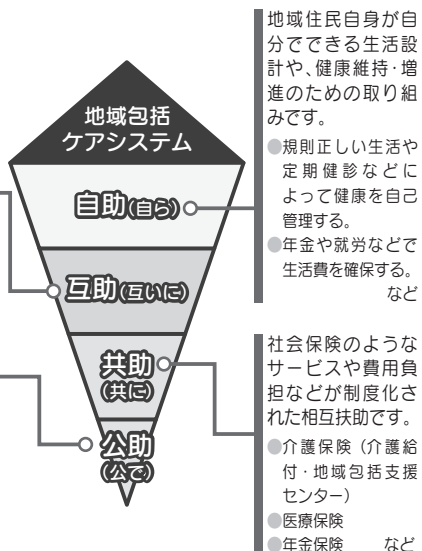 地域包括
ケアシステム
自助(自ら)
互助(互いに)
共助
(共に)
公助
(公で)
地域住民自身が自
分でできる生活設
計や、健康維持・増
進のための取り組
みです。
●規則正しい生活や
定期健診などに
よって健康を自己
管理する。
●年金や就労などで
生活費を確保する。
など
社会保険のような
サービスや費用負
担などが制度化さ
れた相互扶助です。
●介護保険(介護給
付・地域包括支援
センター)
●医療保険
●年金保険 など